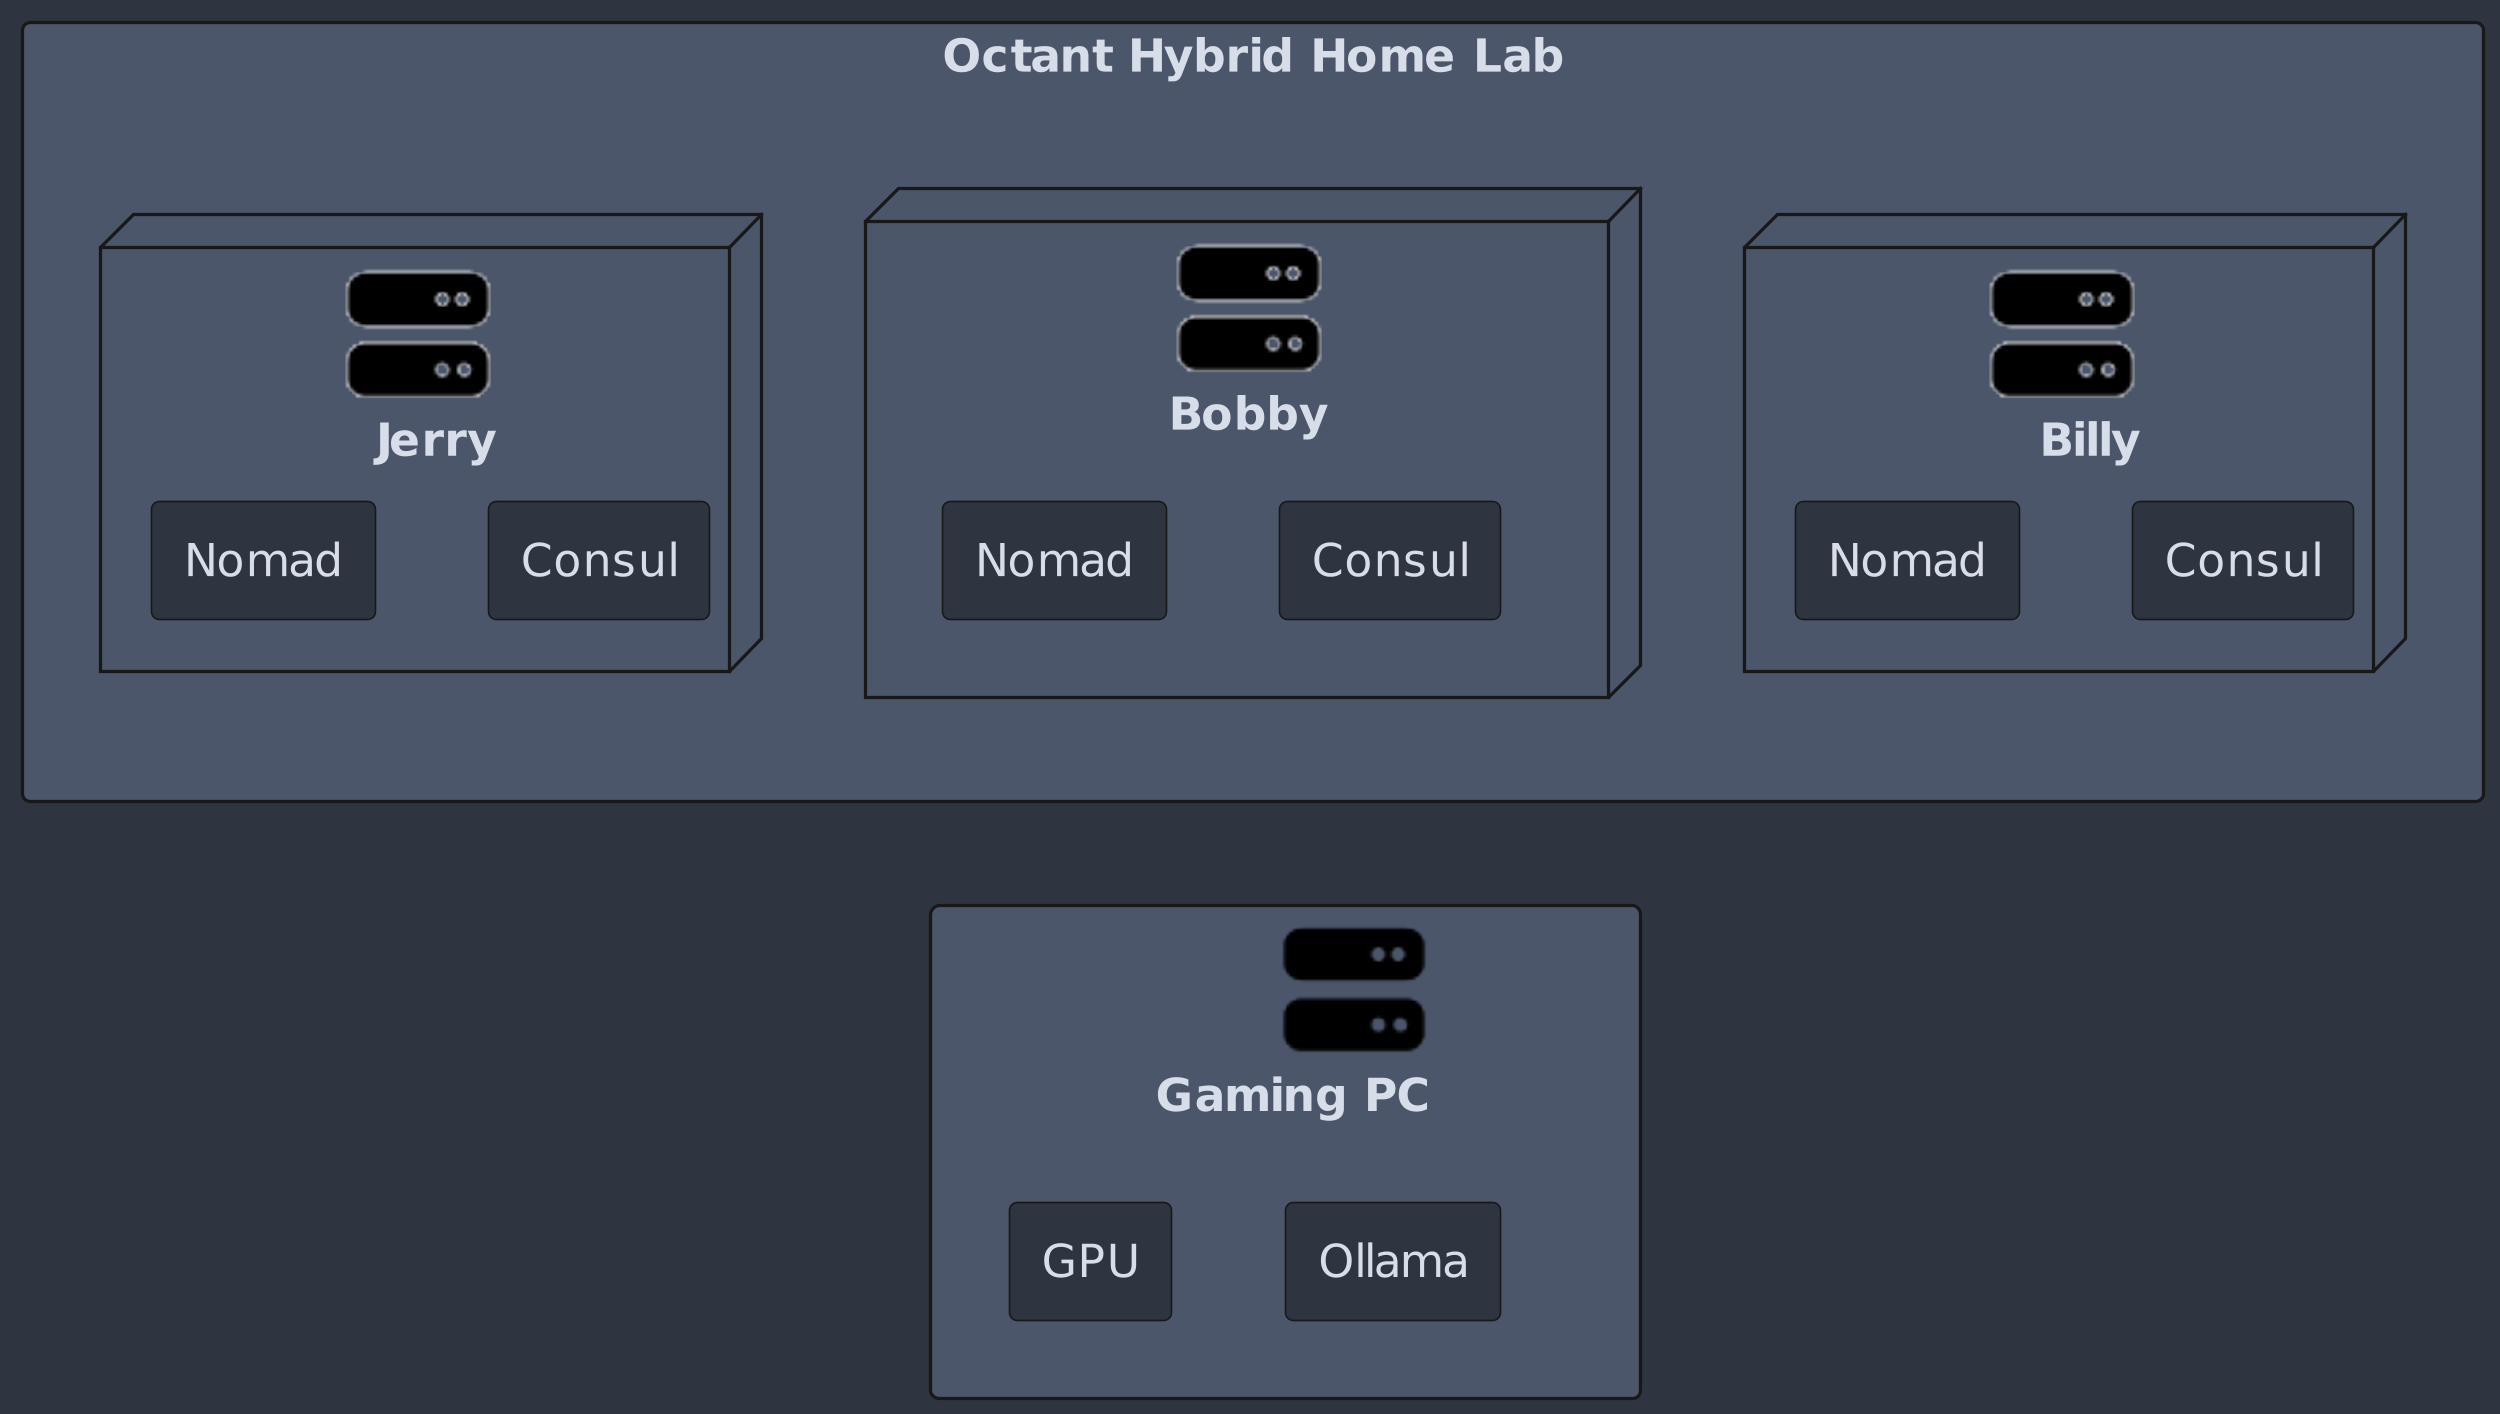 Octant Hybrid Home Lab
Jerry
Nomad
Consul
Bobby
Nomad
Consul
Billy
Nomad
Consul
Gaming PC
GPU
Ollama